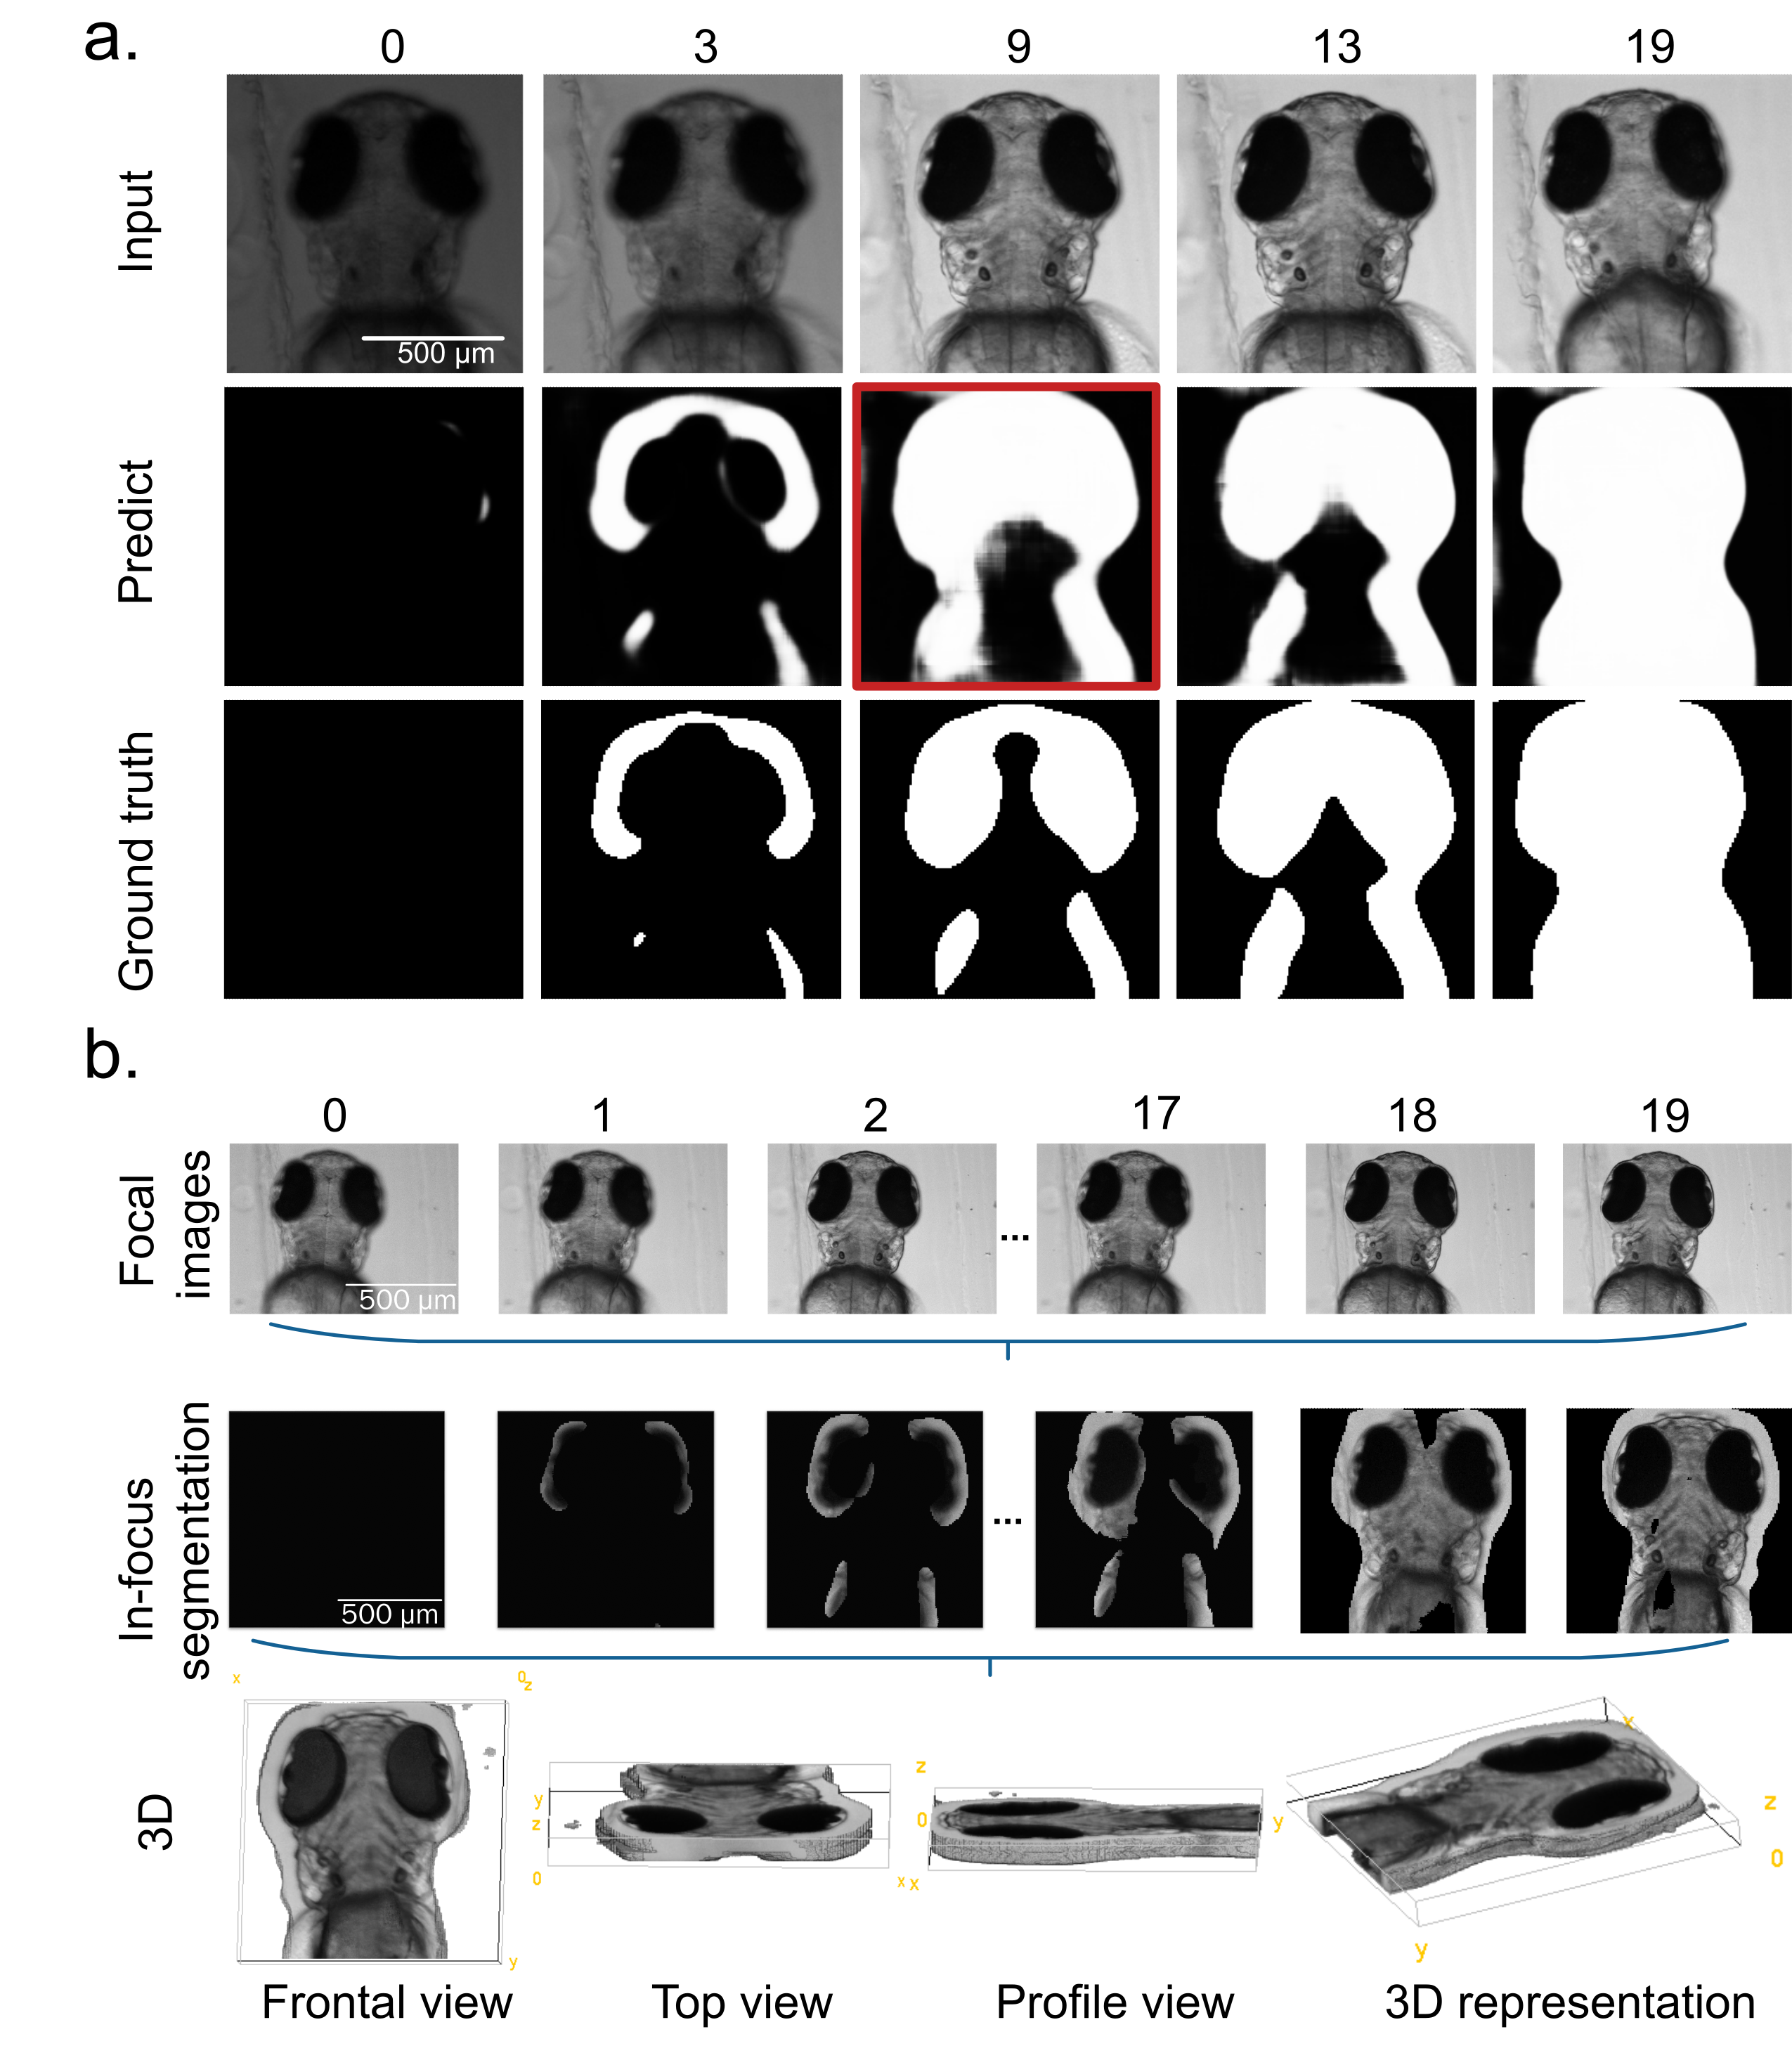 a.
0 3 9 13 19
Input
500 µm
Predict
Ground truth
b.
0 1 2 17 18 19
Focal
images
500 µm
...
In-focus
segmentation
500 µm
...
3D
x 0 z y
y z 0 x
z 0 x y
x z 0 y
Frontal view Top view Profile view 3D representation